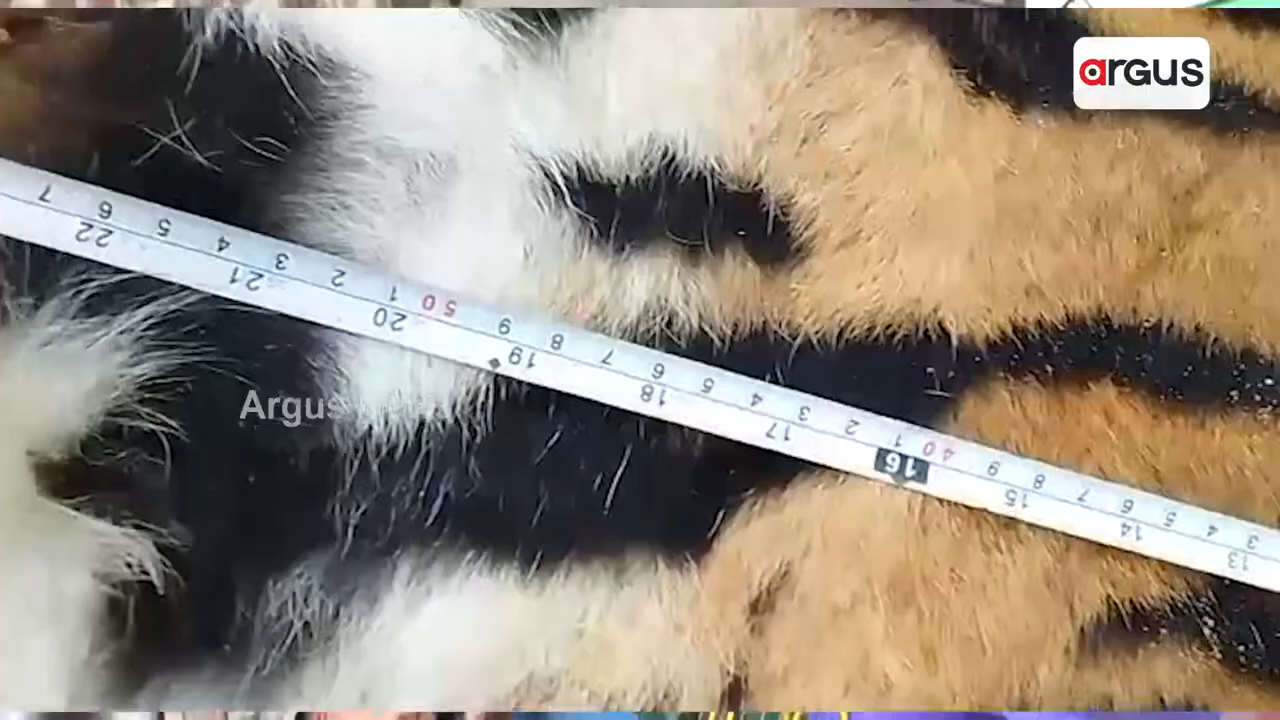 argus
7 6 5 4 3 2 1 50 9 8 7 6 5 4 3 2 1 40 9 8 7 6 5 4 3
22 21 20 19 18 17 16 15 14 13
Argus